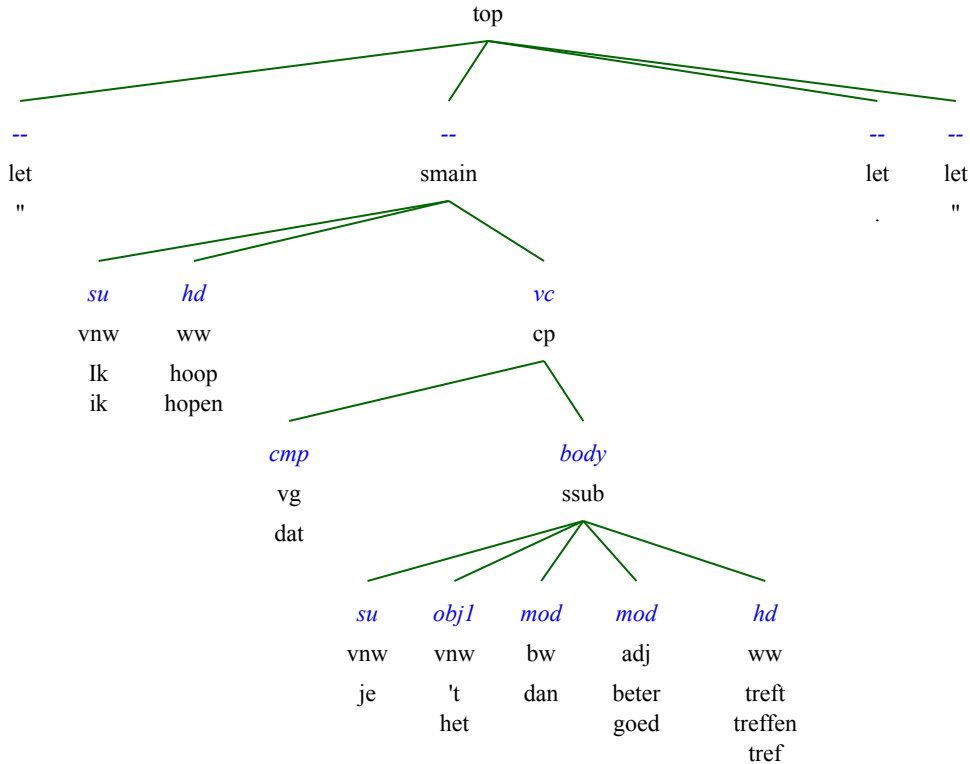 top
-- -- -- --
let smain let let
" . "
su hd vc
vnw ww cp
Ik hoop
ik hopen
cmp body
vg ssub
dat
su obj1 mod mod hd
vnw vnw bw adj ww
je 't dan beter treft
het goed treffen
tref